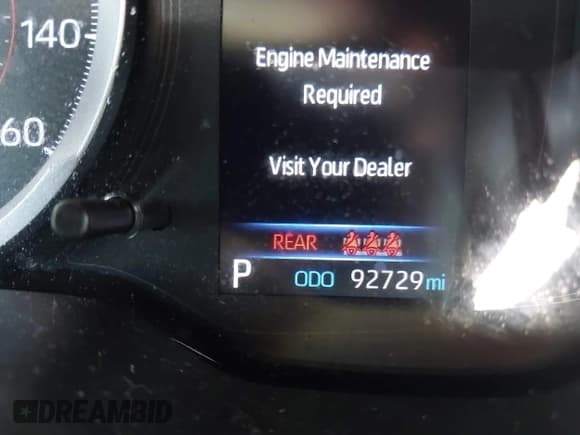 140
60
Engine Maintenance
Required
Visit Your Dealer
REAR
P ODO 92729 mi
DREAMBID